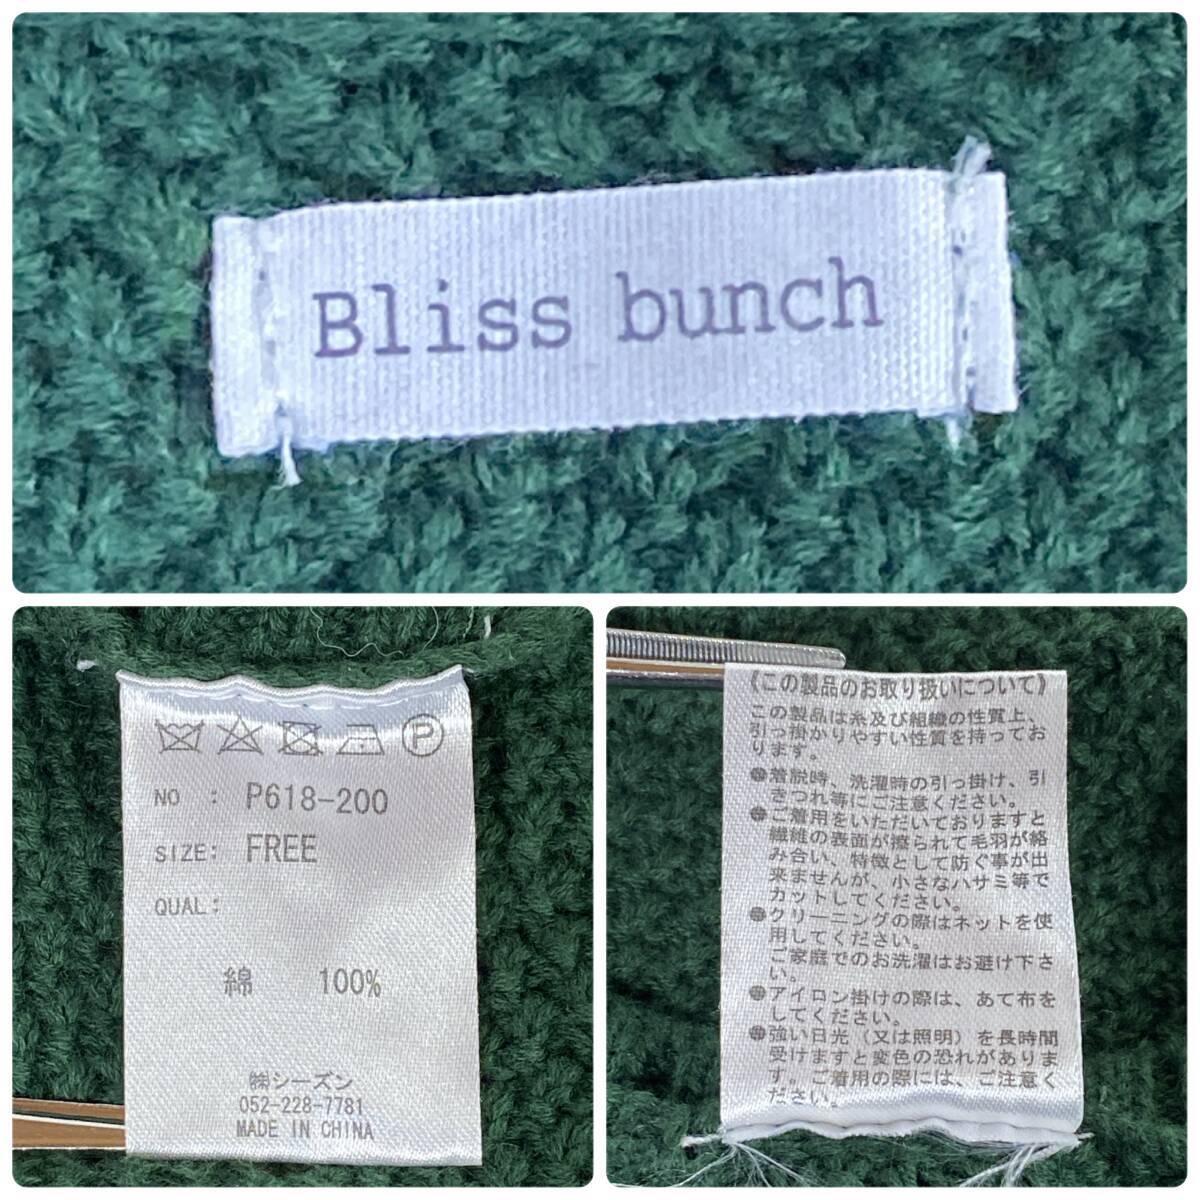 Bliss bunch
P
NO : P618-200
SIZE: FREE
QUAL:
綿 100%
㈱シーズン
052-228-7781
MADE IN CHINA
《この製品のお取り扱いについて》
この製品は糸及び組織の性質上、
引っ掛かりやすい性質を持ってお
ります。
●着説時、洗濯時の引っ掛け、引
きつれ等にご注意ください。
●ご着用をいただいておりますと
繊維の表面が擦られて毛羽が絡
み合い、特徴として防ぐ事が出
来ませんが、小さなハサミ等で
カットしてください。
●クリーニングの際はネットを使
用してください。
ご家庭でのお洗濯はお避け下さ
い。
●アイロン掛けの際は、あて布を
してください。
●強い日光（又は照明）を長時間
受けますと変色の恐れがありま
す。ご着用の際には、ご注意く
ださい。